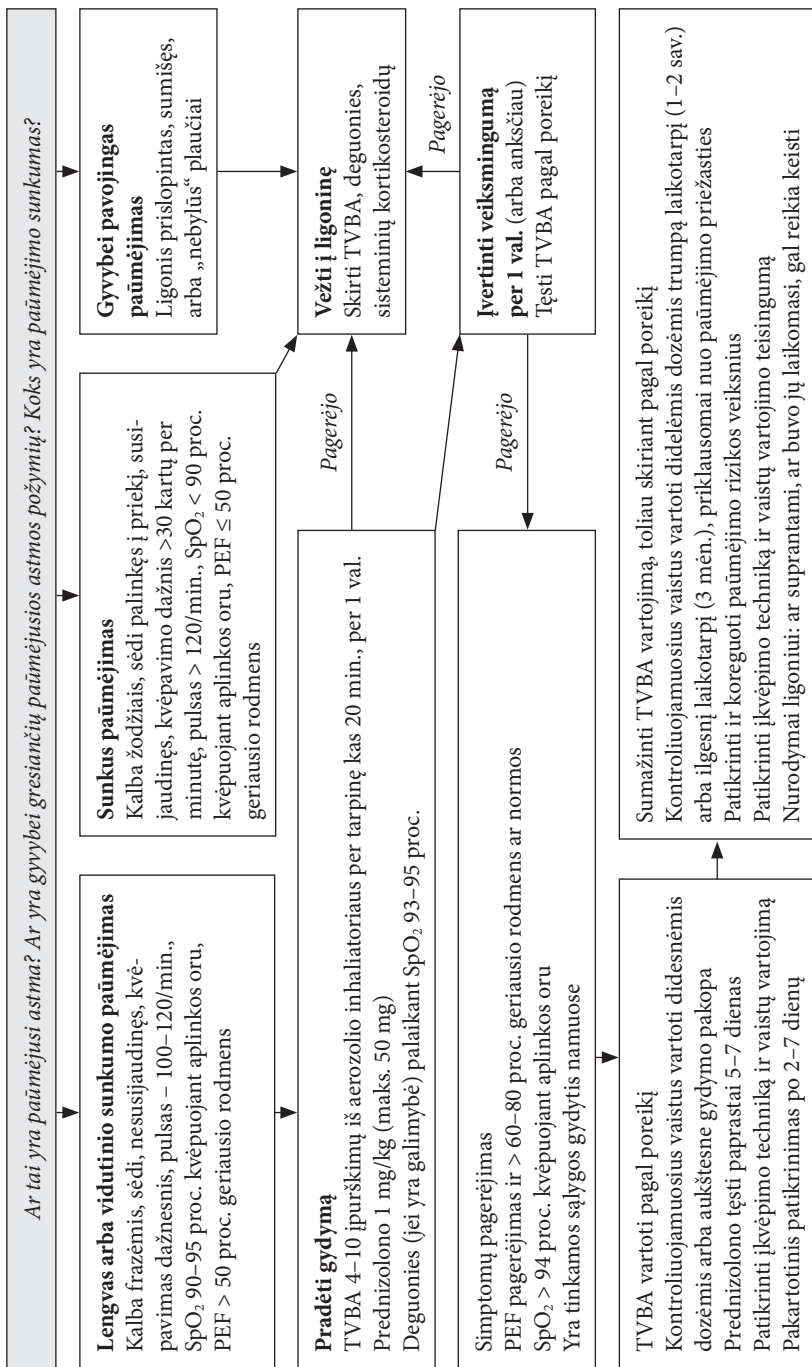 Ar tai yra paūmėjusi astma? Ar yra gyvybei gresiančių paūmėjusios astmos požymių? Koks yra paūmėjimo sunkumas?
Lengvas arba vidutinio sunkumo paūmėjimas
Kalba frazėmis, sėdi, nesusijaudinęs, kvė-
pavimas dažnesnis, pulsas – 100–120/min.,
SpO₂ 90–95 proc. kvėpuojant aplinkos oru,
PEF > 50 proc. geriausio rodmens
Sunkus paūmėjimas
Kalba žodžiais, sėdi palinkęs į priekį, susi-
jaudinęs, kvėpavimo dažnis >30 kartų per
minutę, pulsas > 120/min., SpO₂ < 90 proc.
kvėpuojant aplinkos oru, PEF ≤ 50 proc.
geriausio rodmens
Gyvybei pavojingas
paūmėjimas
Ligonis prislopintas, sumišęs,
arba „nebylūs“ plaučiai
Pradėti gydymą
TVBA 4–10 įpurškimų iš aerozolio inhaliatoriaus per tarpinę kas 20 min., per 1 val.
Prednizolono 1 mg/kg (maks. 50 mg)
Deguonies (jei yra galimybė) palaikant SpO₂ 93–95 proc.
Pagerėjo
Vežti į ligoninę
Skirti TVBA, deguonies,
sisteminių kortikosteroidų
Pagerėjo
Įvertinti veiksmingumą
per 1 val. (arba anksčiau)
Tęsti TVBA pagal poreikį
Pagerėjo
Simptomų pagerėjimas
PEF pagerėjimas ir > 60–80 proc. geriausio rodmens ar normos
SpO₂ > 94 proc. kvėpuojant aplinkos oru
Yra tinkamos sąlygos gydytis namuose
TVBA vartoti pagal poreikį
Kontroliuojamuosius vaistus vartoti didesnėmis
dozėmis arba aukštesne gydymo pakopa
Prednizolono tęsti paprastai 5–7 dienas
Patikrinti įkvėpimo techniką ir vaistų vartojimą
Pakartotinis patikrinimas po 2–7 dienų
Sumažinti TVBA vartojimą, toliau skiriant pagal poreikį
Kontroliuojamuosius vaistus vartoti didelėmis dozėmis trumpą laikotarpį (1–2 sav.)
arba ilgesnį laikotarpį (3 mėn.), priklausomai nuo paūmėjimo priežasties
Patikrinti ir koreguoti paūmėjimo rizikos veiksnius
Patikrinti įkvėpimo techniką ir vaistų vartojimo teisingumą
Nurodymai ligoniui: ar suprantami, ar buvo jų laikomasi, gal reikia keisti